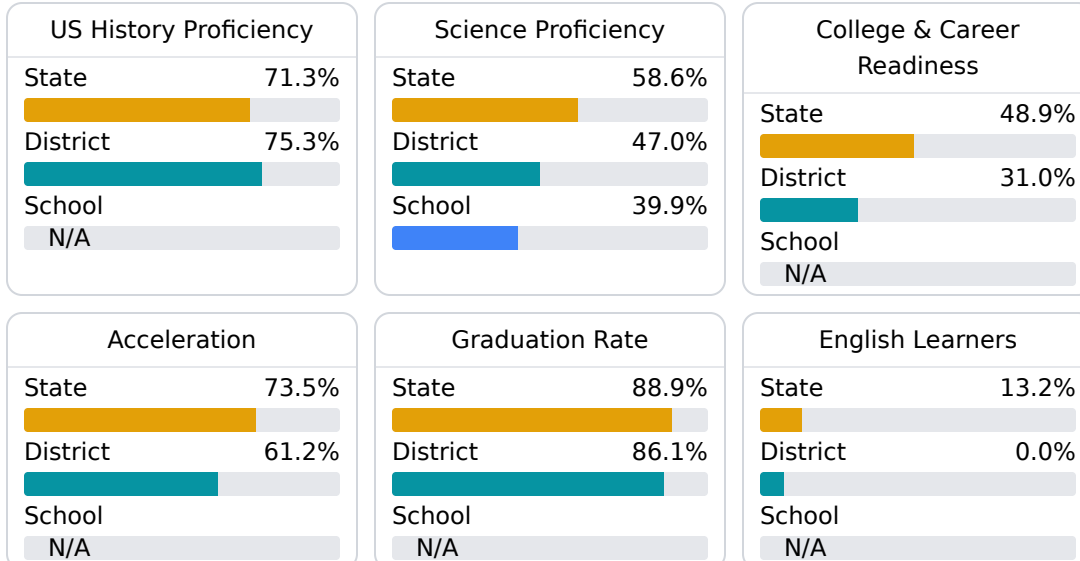 US History Proficiency
State 71.3%
District 75.3%
School
N/A
Science Proficiency
State 58.6%
District 47.0%
School 39.9%
College & Career
Readiness
State 48.9%
District 31.0%
School
N/A
Acceleration
State 73.5%
District 61.2%
School
N/A
Graduation Rate
State 88.9%
District 86.1%
School
N/A
English Learners
State 13.2%
District 0.0%
School
N/A